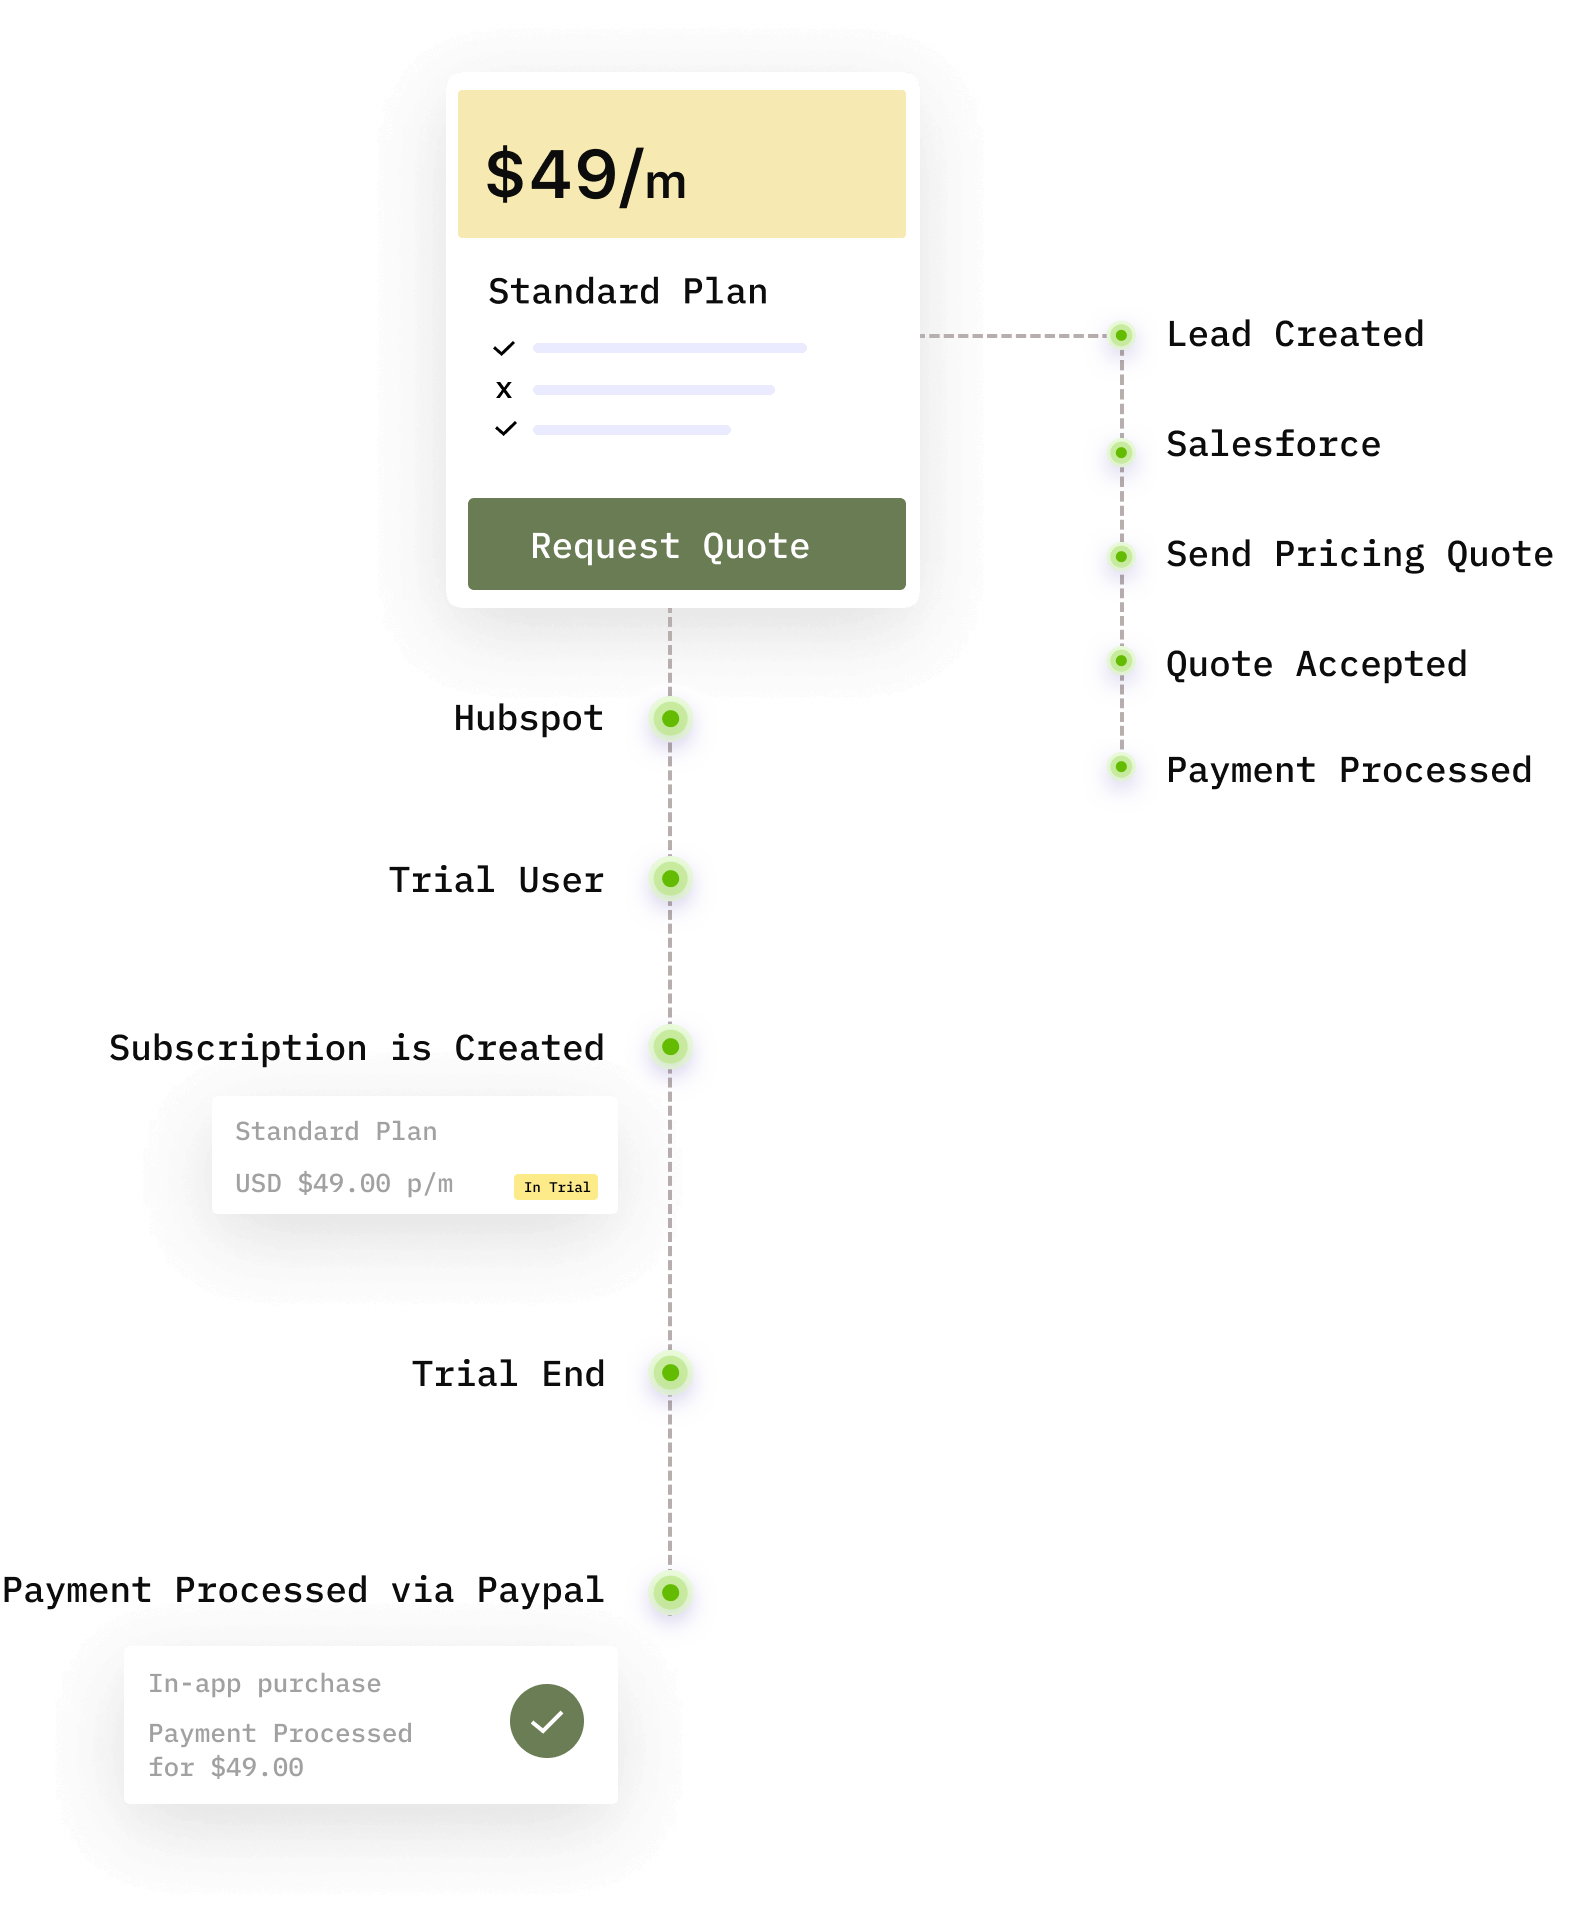 $49/m
Standard Plan
x
Request Quote
Lead Created
Salesforce
Send Pricing Quote
Quote Accepted
Payment Processed
Hubspot
Trial User
Subscription is Created
Standard Plan
USD $49.00 p/m
In Trial
Trial End
Payment Processed via Paypal
In-app purchase
Payment Processed
for $49.00